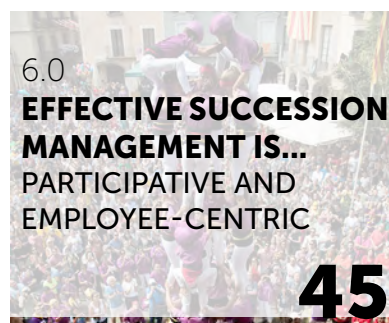 6.0
EFFECTIVE SUCCESSION
MANAGEMENT IS...
PARTICIPATIVE AND
EMPLOYEE-CENTRIC
45